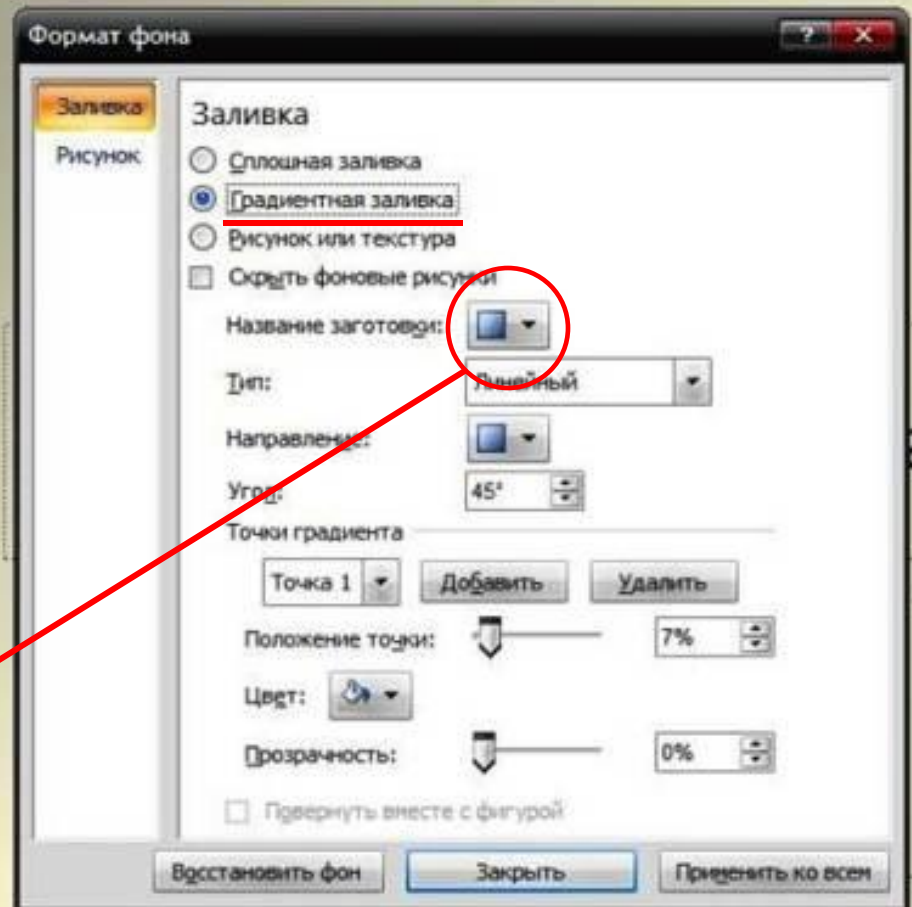 Формат фона
Заливка
Рисунок
Заливка
Сплошная заливка
Градиентная заливка
Рисунок или текстура
Скрыть фоновые рисунки
Название заготовки:
Тип: Линейный
Направление:
Угол: 45°
Точки градиента
Точка 1 Добавить Удалить
Положение точки: 7%
Цвет:
Прозрачность: 0%
Повернуть вместе с фигурой
Восстановить фон Закрыть Применить ко всем